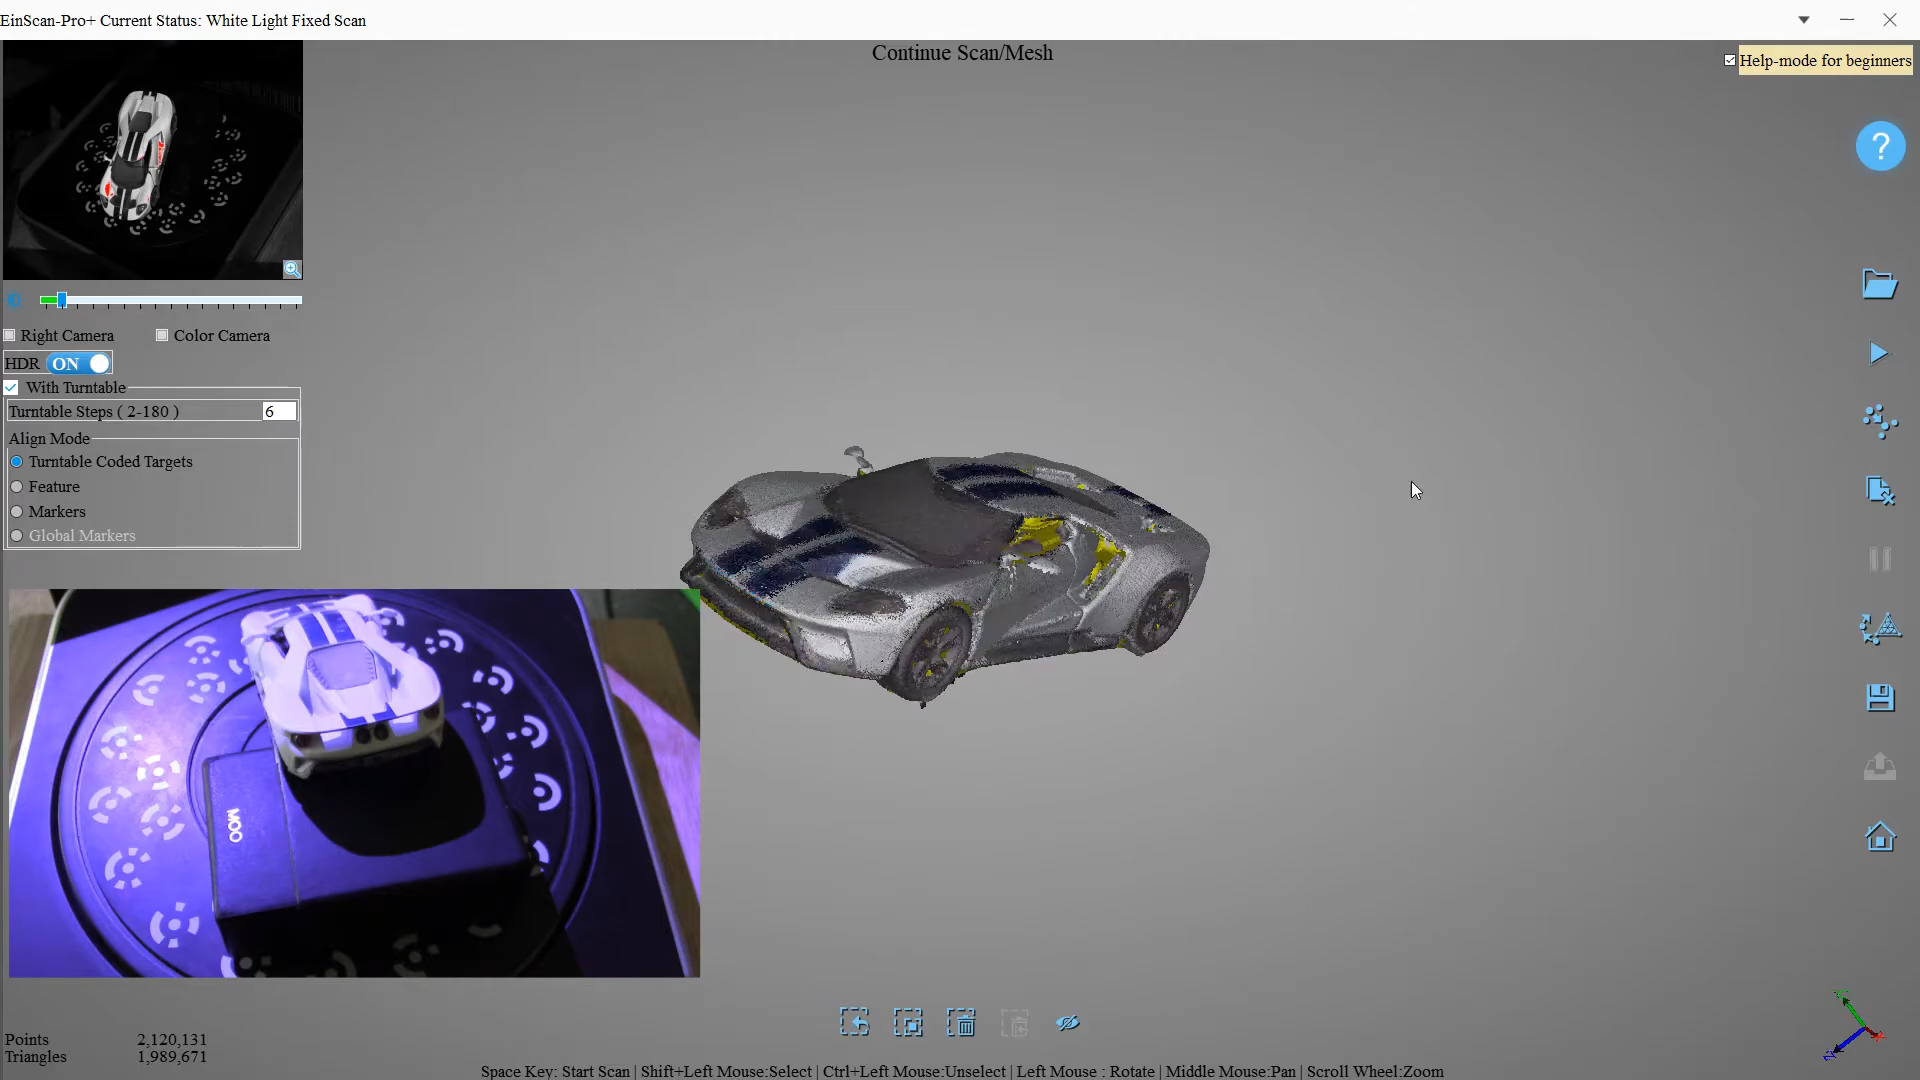 EinScan-Pro+ Current Status: White Light Fixed Scan
Continue Scan/Mesh
Help-mode for beginners
?
Right Camera Color Camera
HDR ON
With Turntable
Turntable Steps ( 2-180 ) 6
Align Mode
Turntable Coded Targets
Feature
Markers
Global Markers
MOO
Points 2,120,131
Triangles 1,989,671
Space Key: Start Scan | Shift+Left Mouse:Select | Ctrl+Left Mouse:Unselect | Left Mouse : Rotate | Middle Mouse:Pan | Scroll Wheel:Zoom